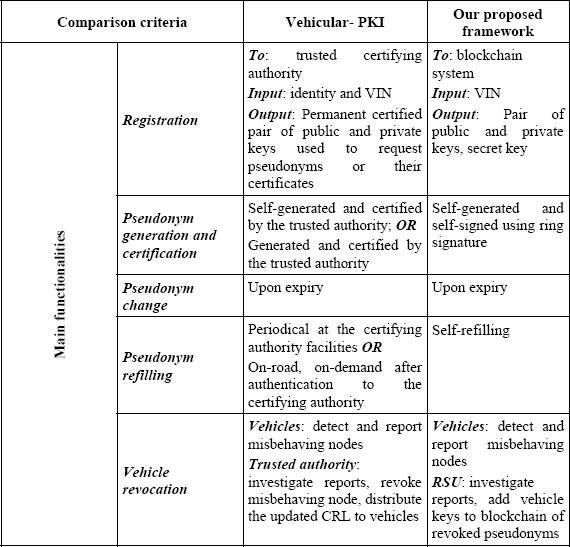 Comparison criteria
Vehicular- PKI
Our proposed
framework
Main functionalities
Registration
To: trusted certifying
authority
Input: identity and VIN
Output: Permanent certified
pair of public and private
keys used to request
pseudonyms or their
certificates
To: blockchain
system
Input: VIN
Output: Pair of
public and private
keys, secret key
Pseudonym
generation and
certification
Self-generated and certified
by the trusted authority; OR
Generated and certified by
the trusted authority
Self-generated and
self-signed using ring
signature
Pseudonym
change
Upon expiry
Upon expiry
Pseudonym
refilling
Periodical at the certifying
authority facilities OR
On-road, on-demand after
authentication to the
certifying authority
Self-refilling
Vehicle
revocation
Vehicles: detect and report
misbehaving nodes
Trusted authority:
investigate reports, revoke
misbehaving node, distribute
the updated CRL to vehicles
Vehicles: detect and
report misbehaving
nodes
RSU: investigate
reports, add vehicle
keys to blockchain of
revoked pseudonyms